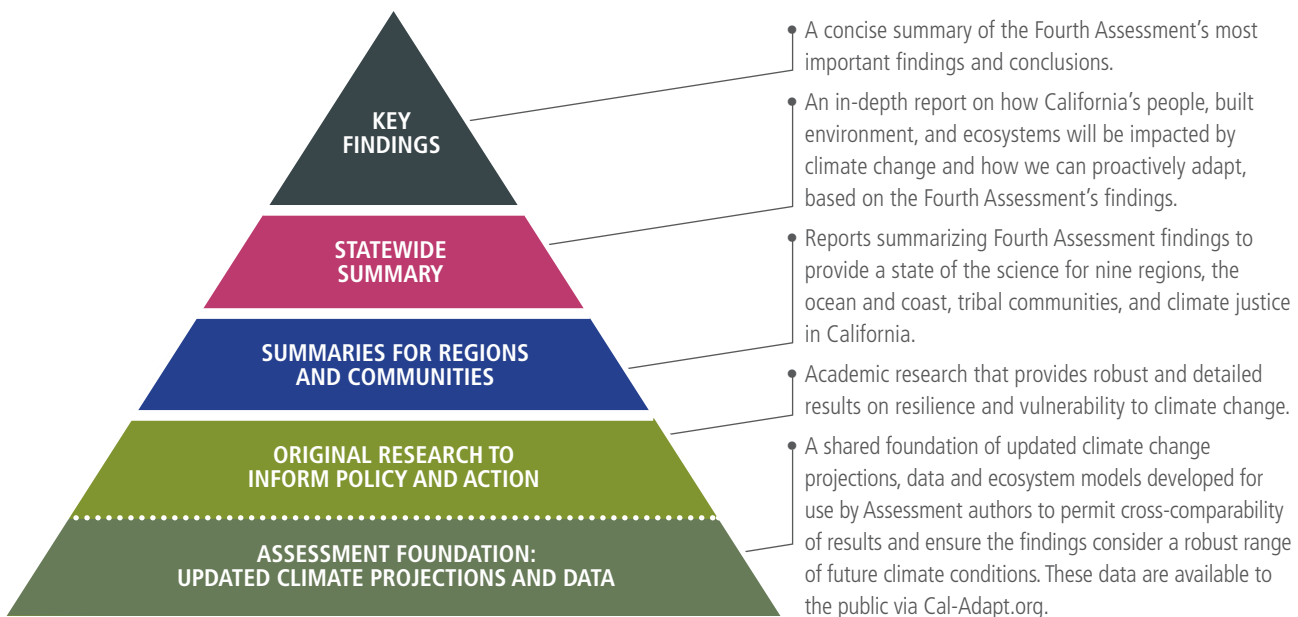 KEY
FINDINGS
STATEWIDE
SUMMARY
SUMMARIES FOR REGIONS
AND COMMUNITIES
ORIGINAL RESEARCH TO
INFORM POLICY AND ACTION
ASSESSMENT FOUNDATION:
UPDATED CLIMATE PROJECTIONS AND DATA
A concise summary of the Fourth Assessment’s most
important findings and conclusions.
An in-depth report on how California’s people, built
environment, and ecosystems will be impacted by
climate change and how we can proactively adapt,
based on the Fourth Assessment’s findings.
Reports summarizing Fourth Assessment findings to
provide a state of the science for nine regions, the
ocean and coast, tribal communities, and climate justice
in California.
Academic research that provides robust and detailed
results on resilience and vulnerability to climate change.
A shared foundation of updated climate change
projections, data and ecosystem models developed for
use by Assessment authors to permit cross-comparability
of results and ensure the findings consider a robust range
of future climate conditions. These data are available to
the public via Cal-Adapt.org.